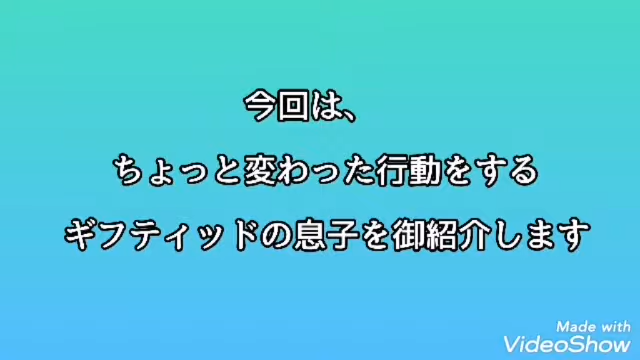 今回は、
ちょっと変わった行動をする
ギフティッドの息子を御紹介します
Made with
VideoShow